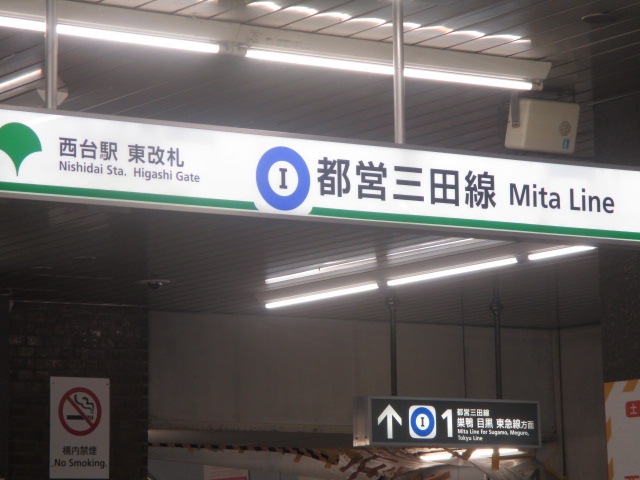 西台駅 東改札
Nishidai Sta. Higashi Gate
I 都営三田線 Mita Line
構内禁煙
No Smoking.
I 1
都営三田線
巣鴨 目黒 東急線方面
Mita Line for Sugamo, Meguro,
Tokyu Line
土